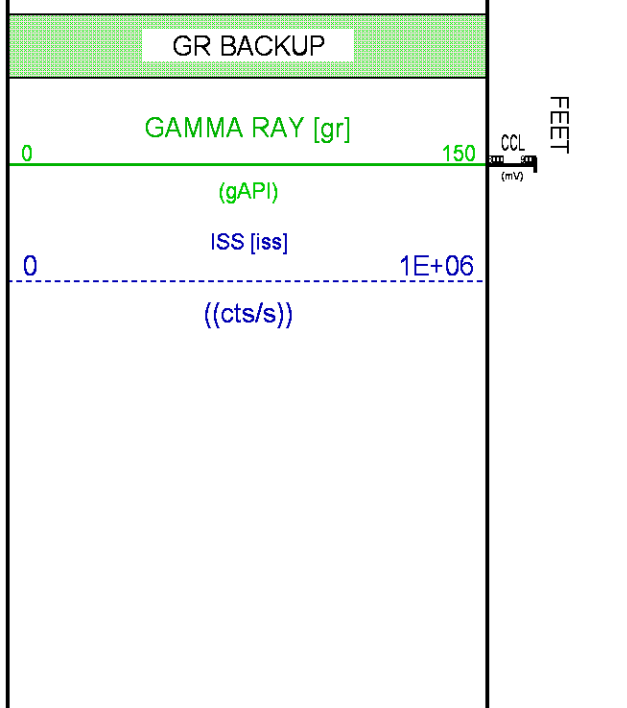 GR BACKUP
GAMMA RAY [gr]
0 150
(gAPI)
ISS [iss]
0 1E+06
((cts/s))
CCL
(mV)
FEET